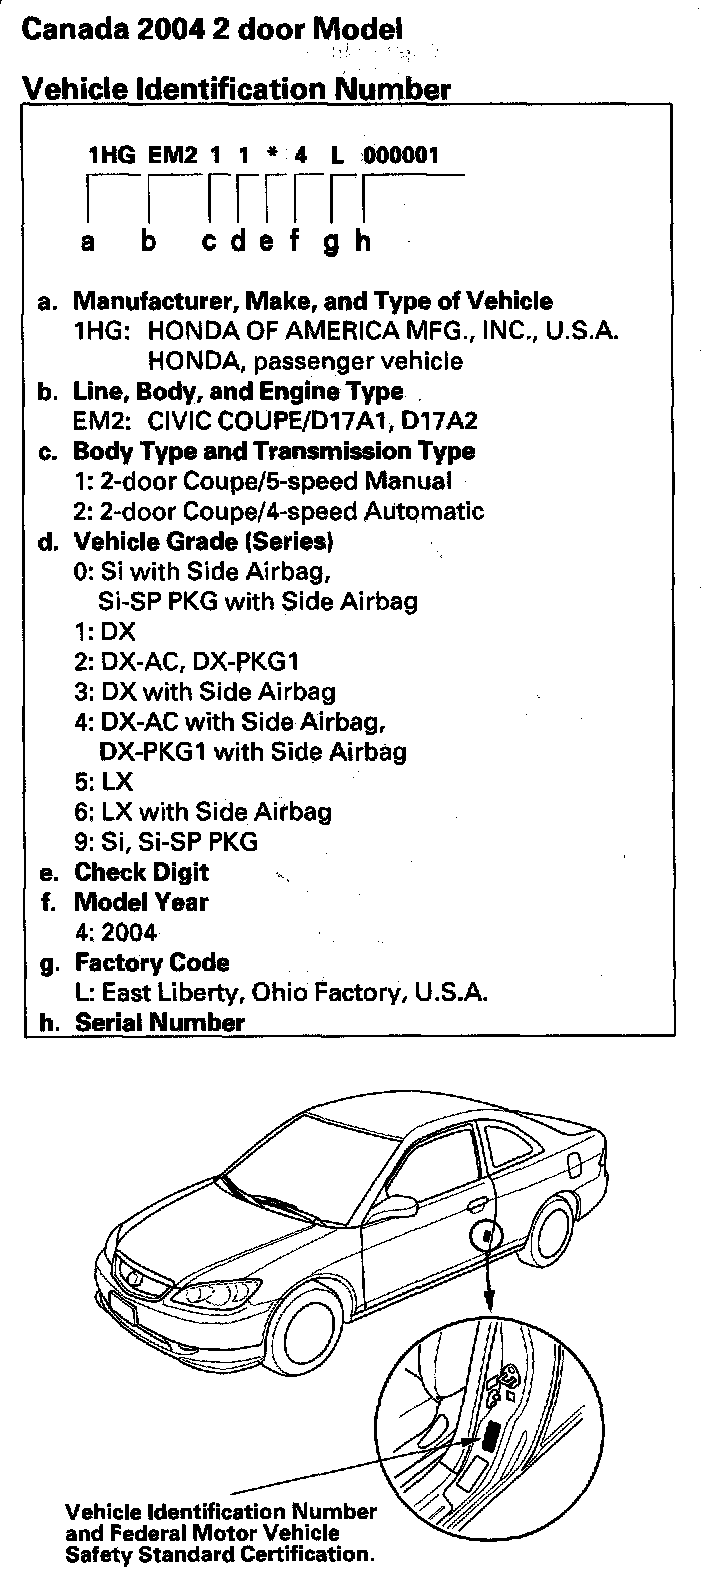 Canada 2004 2 door Model
Vehicle Identification Number
1HG EM2 1 1 * 4 L 000001
a b c d e f g h
a. Manufacturer, Make, and Type of Vehicle
1HG: HONDA OF AMERICA MFG., INC., U.S.A.
HONDA, passenger vehicle
b. Line, Body, and Engine Type
EM2: CIVIC COUPE/D17A1, D17A2
c. Body Type and Transmission Type
1: 2-door Coupe/5-speed Manual
2: 2-door Coupe/4-speed Automatic
d. Vehicle Grade (Series)
0: Si with Side Airbag,
Si-SP PKG with Side Airbag
1: DX
2: DX-AC, DX-PKG1
3: DX with Side Airbag
4: DX-AC with Side Airbag,
DX-PKG1 with Side Airbag
5: LX
6: LX with Side Airbag
9: Si, Si-SP PKG
e. Check Digit
f. Model Year
4: 2004
g. Factory Code
L: East Liberty, Ohio Factory, U.S.A.
h. Serial Number
Vehicle Identification Number
and Federal Motor Vehicle
Safety Standard Certification.